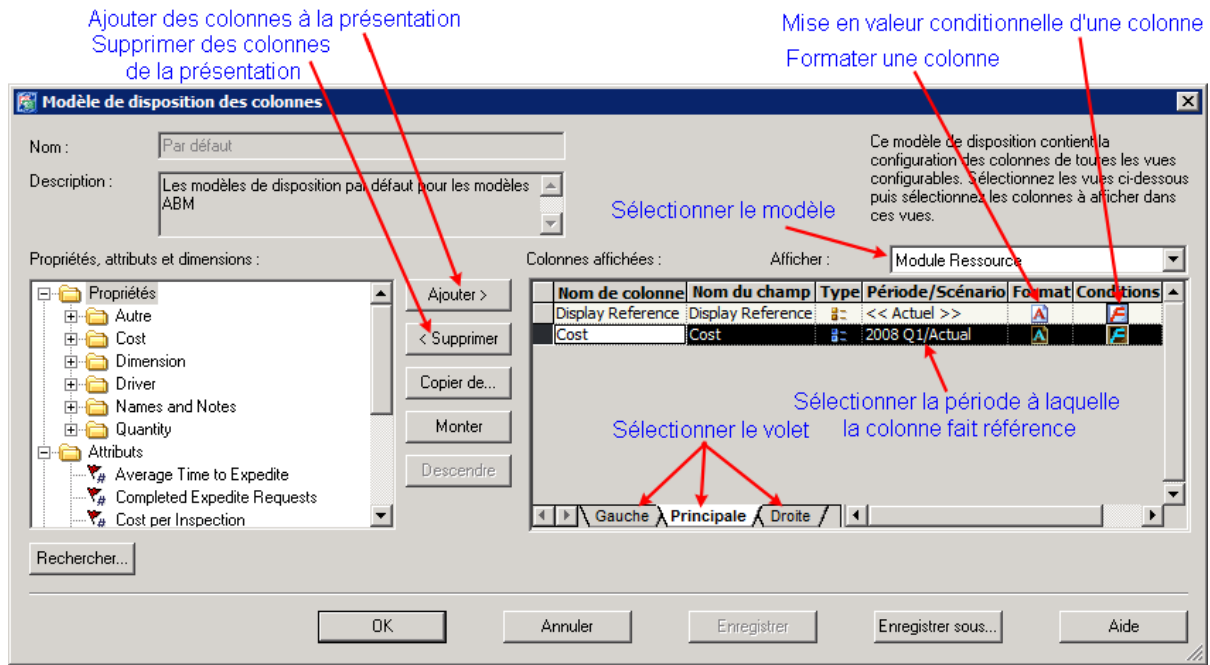 Ajouter des colonnes à la présentation
Supprimer des colonnes
de la présentation
Mise en valeur conditionnelle d'une colonne
Formater une colonne
Modèle de disposition des colonnes
Nom :
Par défaut
Description :
Les modèles de disposition par défaut pour les modèles
ABM
Ce modèle de disposition contient la
configuration des colonnes de toutes les vues
configurables. Sélectionnez les vues ci-dessous
puis sélectionnez les colonnes à afficher dans
ces vues.
Sélectionner le modèle
Propriétés, attributs et dimensions :
Colonnes affichées :
Afficher :
Module Ressource
Propriétés
Autre
Cost
Dimension
Driver
Names and Notes
Quantity
Attributs
Average Time to Expedite
Completed Expedite Requests
Cost per Inspection
Ajouter >
< Supprimer
Copier de...
Monter
Descendre
Nom de colonne Nom du champ Type Période/Scénario Format Conditions
Display Reference Display Reference << Actuel >>
Cost Cost 2008 Q1/Actual
Sélectionner la période à laquelle
la colonne fait référence
Sélectionner le volet
Gauche Principale Droite
Rechercher...
OK Annuler Enregistrer Enregistrer sous... Aide